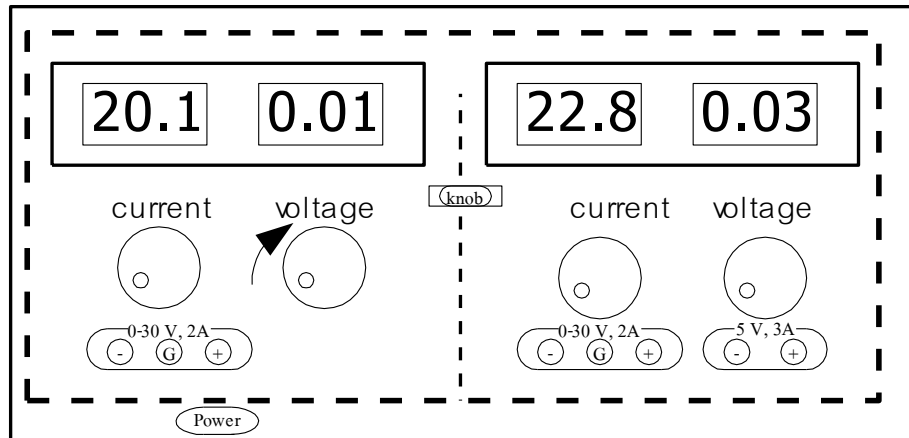 20.1 0.01 22.8 0.03
knob
current voltage current voltage
0-30 V, 2A 0-30 V, 2A 5 V, 3A
- G + - G + - +
Power